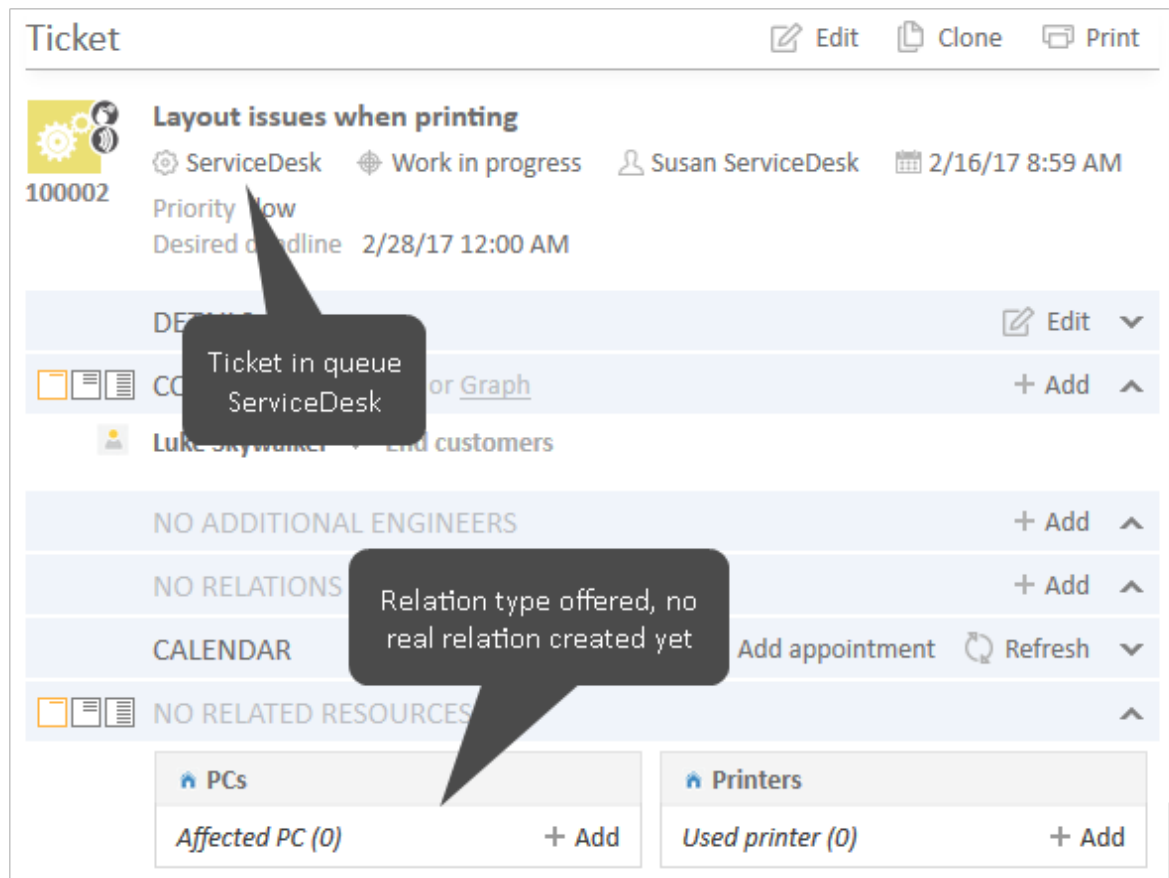 Ticket Edit Clone Print
Layout issues when printing
ServiceDesk Work in progress Susan ServiceDesk 2/16/17 8:59 AM
100002
Priority low
Desired deadline 2/28/17 12:00 AM
Edit
Ticket in queue
ServiceDesk
or Graph + Add
Luke Skywalker End customers
NO ADDITIONAL ENGINEERS + Add
NO RELATIONS + Add
Relation type offered, no
real relation created yet
CALENDAR Add appointment Refresh
NO RELATED RESOURCES
PCs Printers
Affected PC (0) + Add Used printer (0) + Add